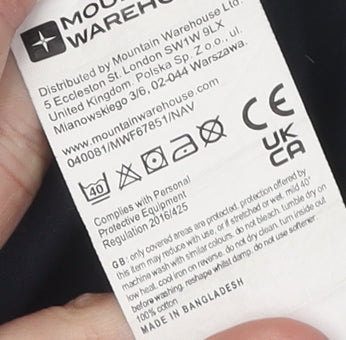 MOUNTAIN
WAREHOUSE
Distributed by Mountain Warehouse Ltd.
5 Eccleston St. London SW1W 9LX
United Kingdom, Polska Sp. Z o.o., ul.
Mianowskiego 3/6, 02-044 Warszawa.
www.mountainwarehouse.com
040081/MWF67851/NAV
CE
UK
CA
40
Complies with Personal
Protective Equipment
Regulation 2016/425
GB: only covered areas are protected, protection offered by
this item may reduce with use, or if stretched or wet. mild 40°
machine wash with similar colours. do not bleach. tumble dry on
low heat. cool iron on reverse. do not dry clean. turn inside out
before washing. reshape whilst damp. do not use softener.
100% cotton
MADE IN BANGLADESH